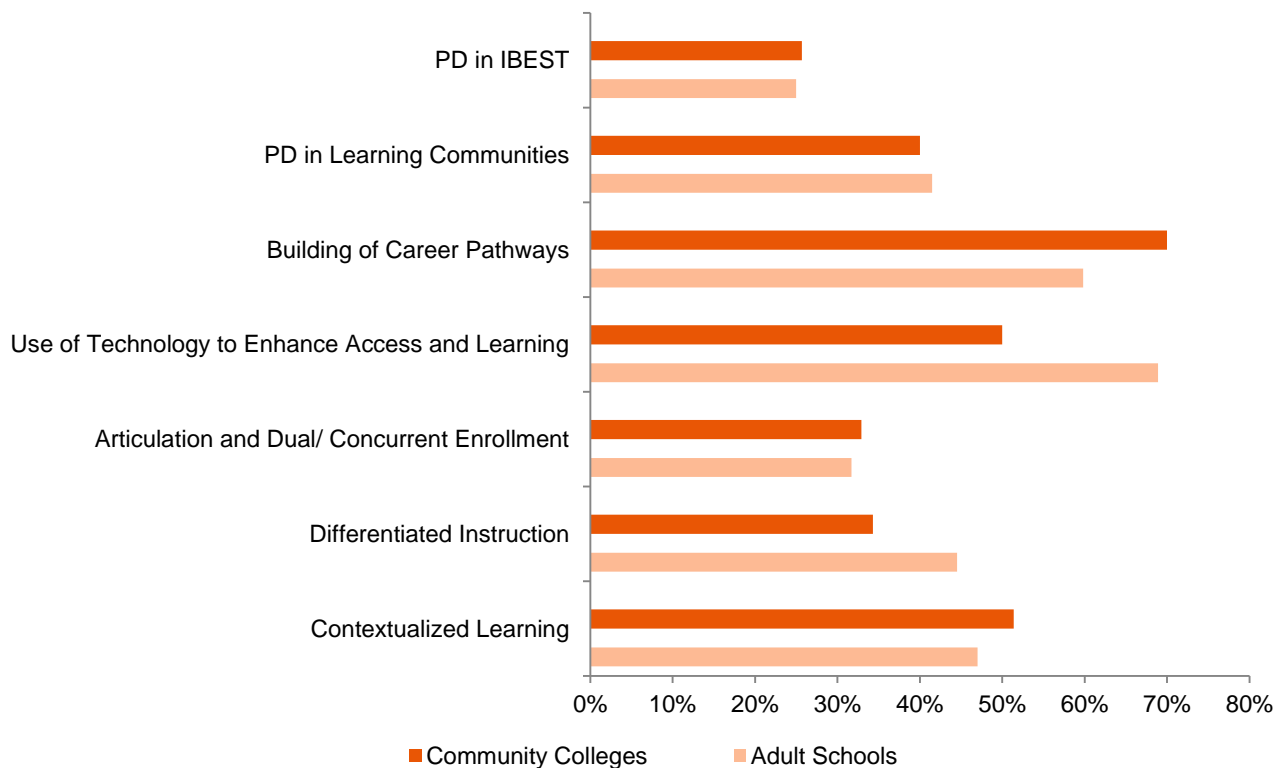 PD in IBEST
PD in Learning Communities
Building of Career Pathways
Use of Technology to Enhance Access and Learning
Articulation and Dual/ Concurrent Enrollment
Differentiated Instruction
Contextualized Learning
0% 10% 20% 30% 40% 50% 60% 70% 80%
Community Colleges Adult Schools